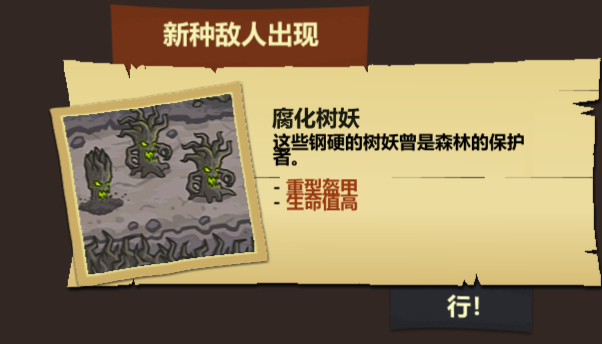 新种敌人出现
腐化树妖
这些钢硬的树妖曾是森林的保护
者。
- 重型盔甲
- 生命值高
行!